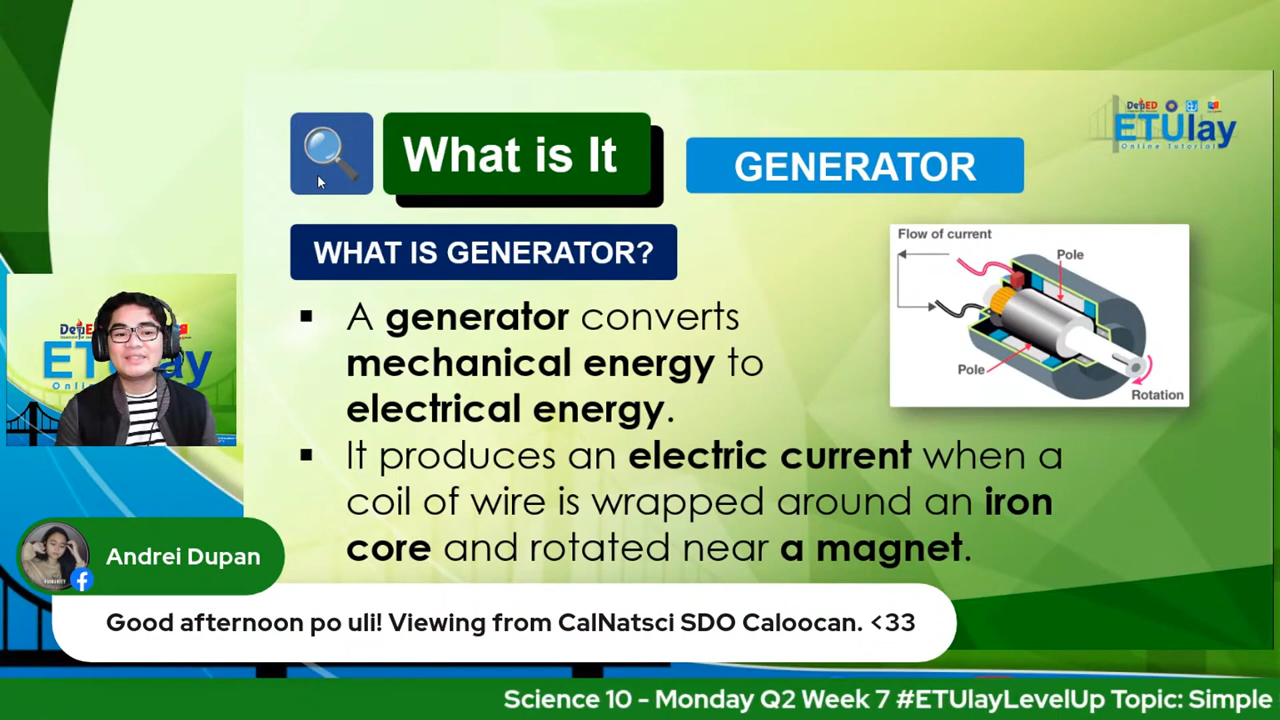 What is It
GENERATOR
DepED
ETUlay
Online Tutorial
WHAT IS GENERATOR?
Flow of current
Pole
Pole
Rotation
▪ A generator converts
mechanical energy to
electrical energy.
▪ It produces an electric current when a
coil of wire is wrapped around an iron
core and rotated near a magnet.
Andrei Dupan
Good afternoon po uli! Viewing from CalNatsci SDO Caloocan. <33
Science 10 - Monday Q2 Week 7 #ETUlayLevelUp Topic: Simple